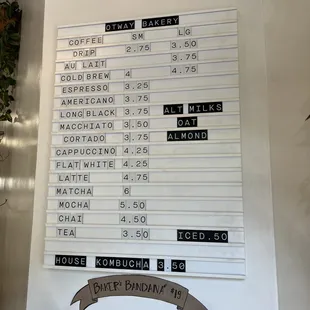 OTWAY BAKERY
COFFEE SM LG
DRIP 2.75 3.50
AU LAIT 3.75
COLD BREW 4 4.75
ESPRESSO 3.25
AMERICANO 3.75
LONG BLACK 3.75 ALT MILKS
MACCHIATO 3.50 OAT
CORTADO 3.75 ALMOND
CAPPUCCINO 4.25
FLAT WHITE 4.25
LATTE 4.75
MATCHA 6
MOCHA 5.50
CHAI 4.50
TEA 3.50 ICED.50
HOUSE KOMBUCHA 3.50
BAKER'S BANDANA $19